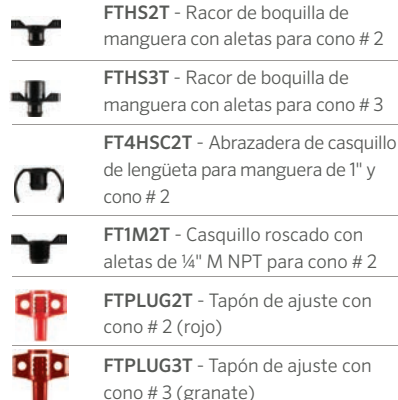 FTHS2T - Racor de boquilla de
manguera con aletas para cono # 2
FTHS3T - Racor de boquilla de
manguera con aletas para cono # 3
FT4HSC2T - Abrazadera de casquillo
de lengüeta para manguera de 1" y
cono # 2
FT1M2T - Casquillo roscado con
aletas de ¼" M NPT para cono # 2
FTPLUG2T - Tapón de ajuste con
cono # 2 (rojo)
FTPLUG3T - Tapón de ajuste con
cono # 3 (granate)